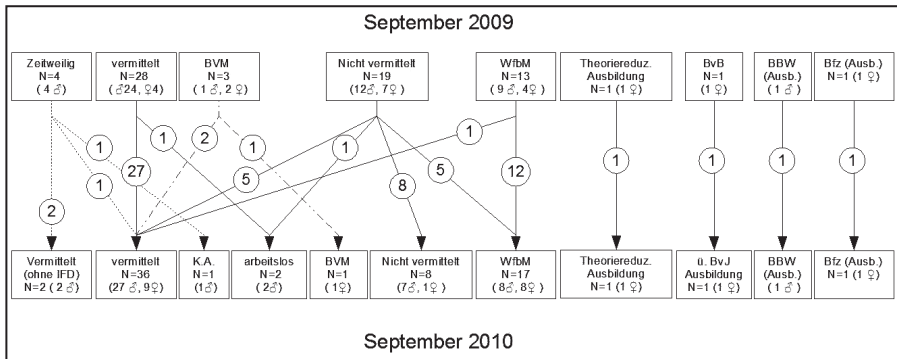 September 2009
Zeitweilig
N=4
( 4 ♂)
vermittelt
N=28
(♂24, ♀4)
BVM
N=3
( 1 ♂, 2 ♀)
Nicht vermittelt
N=19
(12♂, 7♀)
WfbM
N=13
( 9 ♂, 4♀)
Theoriereduz.
Ausbildung
N=1 (1 ♀)
BvB
N=1
(1 ♀)
BBW
(Ausb.)
( 1 ♂)
Bfz (Ausb.)
N=1 (1 ♀)
2
1
1
27
1
2
1
5
1
8
5
1
12
1
1
1
1
Vermittelt
(ohne IFD)
N=2 ( 2 ♂)
vermittelt
N=36
(27 ♂, 9♀)
K.A.
N=1
(1♂)
arbeitslos
N=2
(2♂)
BVM
N=1
(1♀)
Nicht vermittelt
N=8
(7♂, 1♀)
WfbM
N=17
(8♂, 8♀)
Theoriereduz.
Ausbildung
N=1 (1 ♀)
ü. BvJ
Ausbildung
N=1 (1 ♀)
BBW
(Ausb.)
( 1 ♂)
Bfz (Ausb.)
N=1 (1 ♀)
September 2010